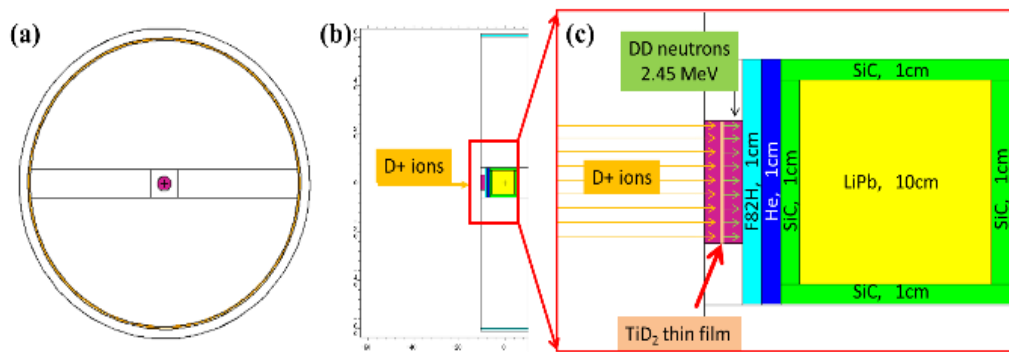 (a)
(b)
D+ ions
(c)
DD neutrons
2.45 MeV
D+ ions
TiD₂ thin film
F82H, 1cm
He, 1cm
SiC, 1cm
SiC, 1cm
LiPb, 10cm
SiC, 1cm
SiC, 1cm